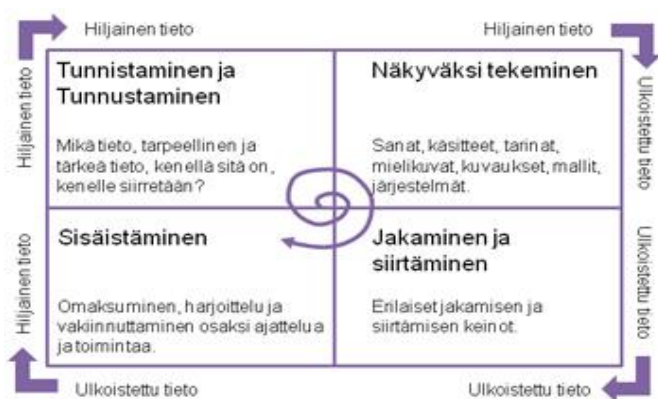 Hiljainen tieto
Hiljainen tieto
Hiljainen tieto
Tunnistaminen ja
Tunnustaminen
Mikä tieto, tarpeellinen ja
tärkeä tieto, kenellä sitä on,
kenelle siirretään?
Näkyväksi tekeminen
Sanat, käsitteet, tarinat,
mielikuvat, kuvaukset, mallit,
järjestelmät.
Ulkoistettu tieto
Hiljainen tieto
Sisäistäminen
Omaksuminen, harjoittelu ja
vakiinnuttaminen osaksi ajattelua
ja toimintaa.
Jakaminen ja
siirtäminen
Erilaiset jakamisen ja
siirtämisen keinot.
Ulkoistettu tieto
Ulkoistettu tieto
Ulkoistettu tieto